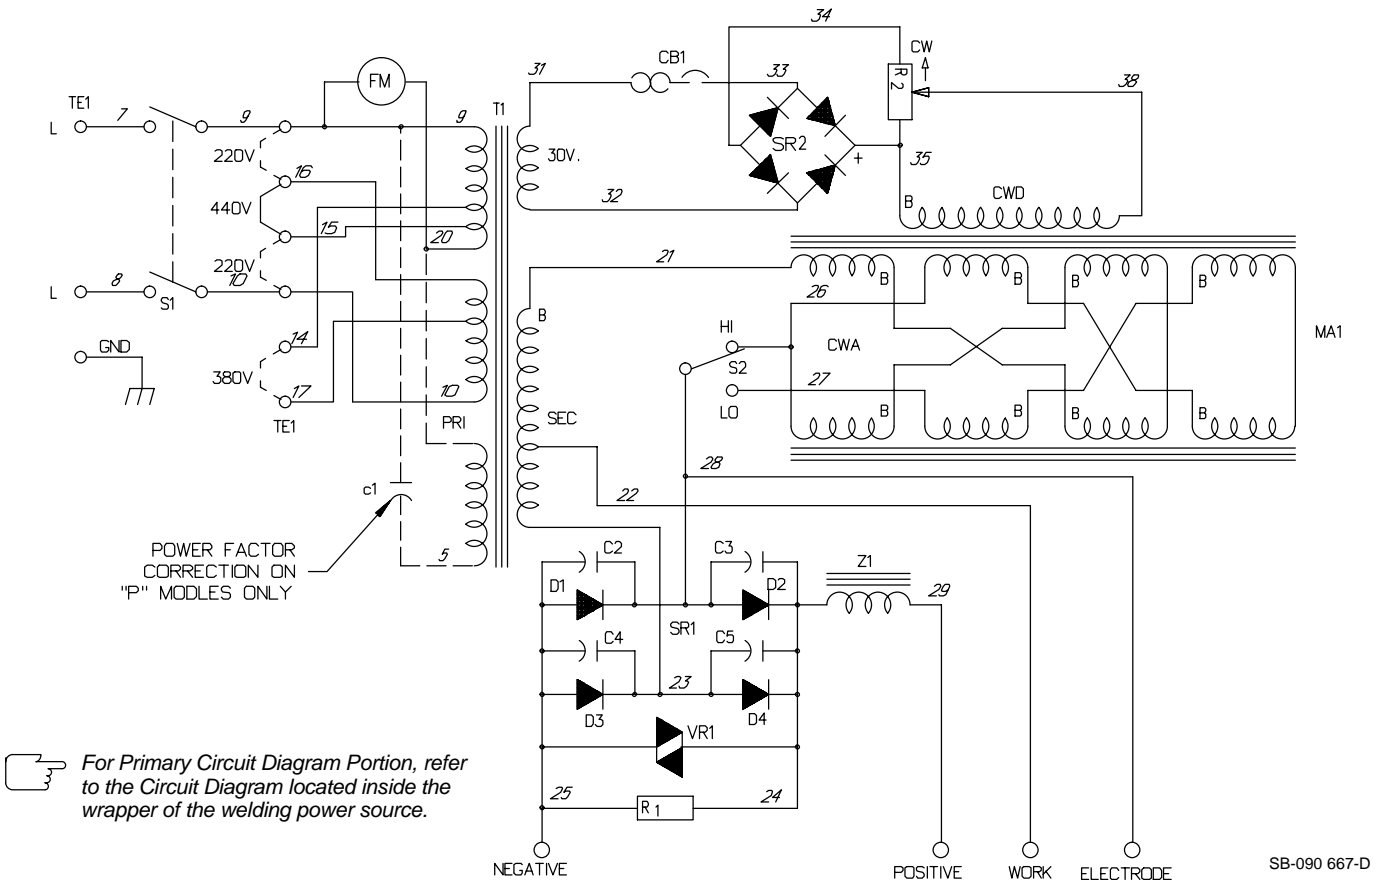 34
31
CB1
33
CW
R2
38
FM
TE1
7
9
9
T1
L
220V
16
30V.
SR2
+
35
440V
32
CWD
B
15
20
220V
21
8
10
L
S1
B
B
B
B
26
B
14
HI
MA1
GND
S2
CWA
380V
27
17
10
LO
TE1
PRI
SEC
B
B
B
B
28
c1
22
POWER FACTOR
CORRECTION ON
"P" MODLES ONLY
5
C2
C3
Z1
D1
D2
29
SR1
C4
C5
23
D3
D4
VR1
For Primary Circuit Diagram Portion, refer
to the Circuit Diagram located inside the
wrapper of the welding power source.
25
R1
24
NEGATIVE
POSITIVE
WORK
ELECTRODE
SB-090 667-D